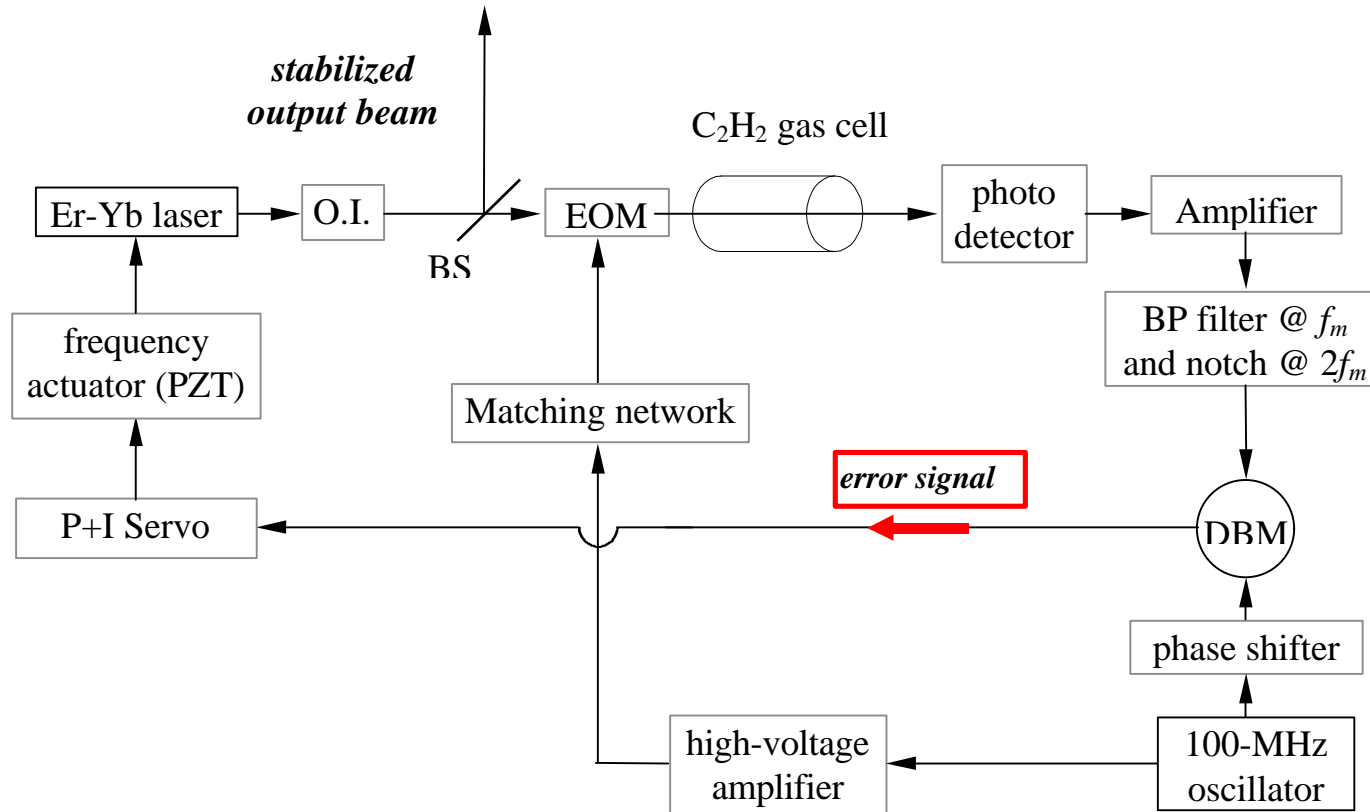 stabilized
output beam
C₂H₂ gas cell
Er-Yb laser
O.I.
BS
EOM
photo
detector
Amplifier
BP filter @ fₘ
and notch @ 2fₘ
frequency
actuator (PZT)
Matching network
error signal
P+I Servo
DBM
phase shifter
high-voltage
amplifier
100-MHz
oscillator